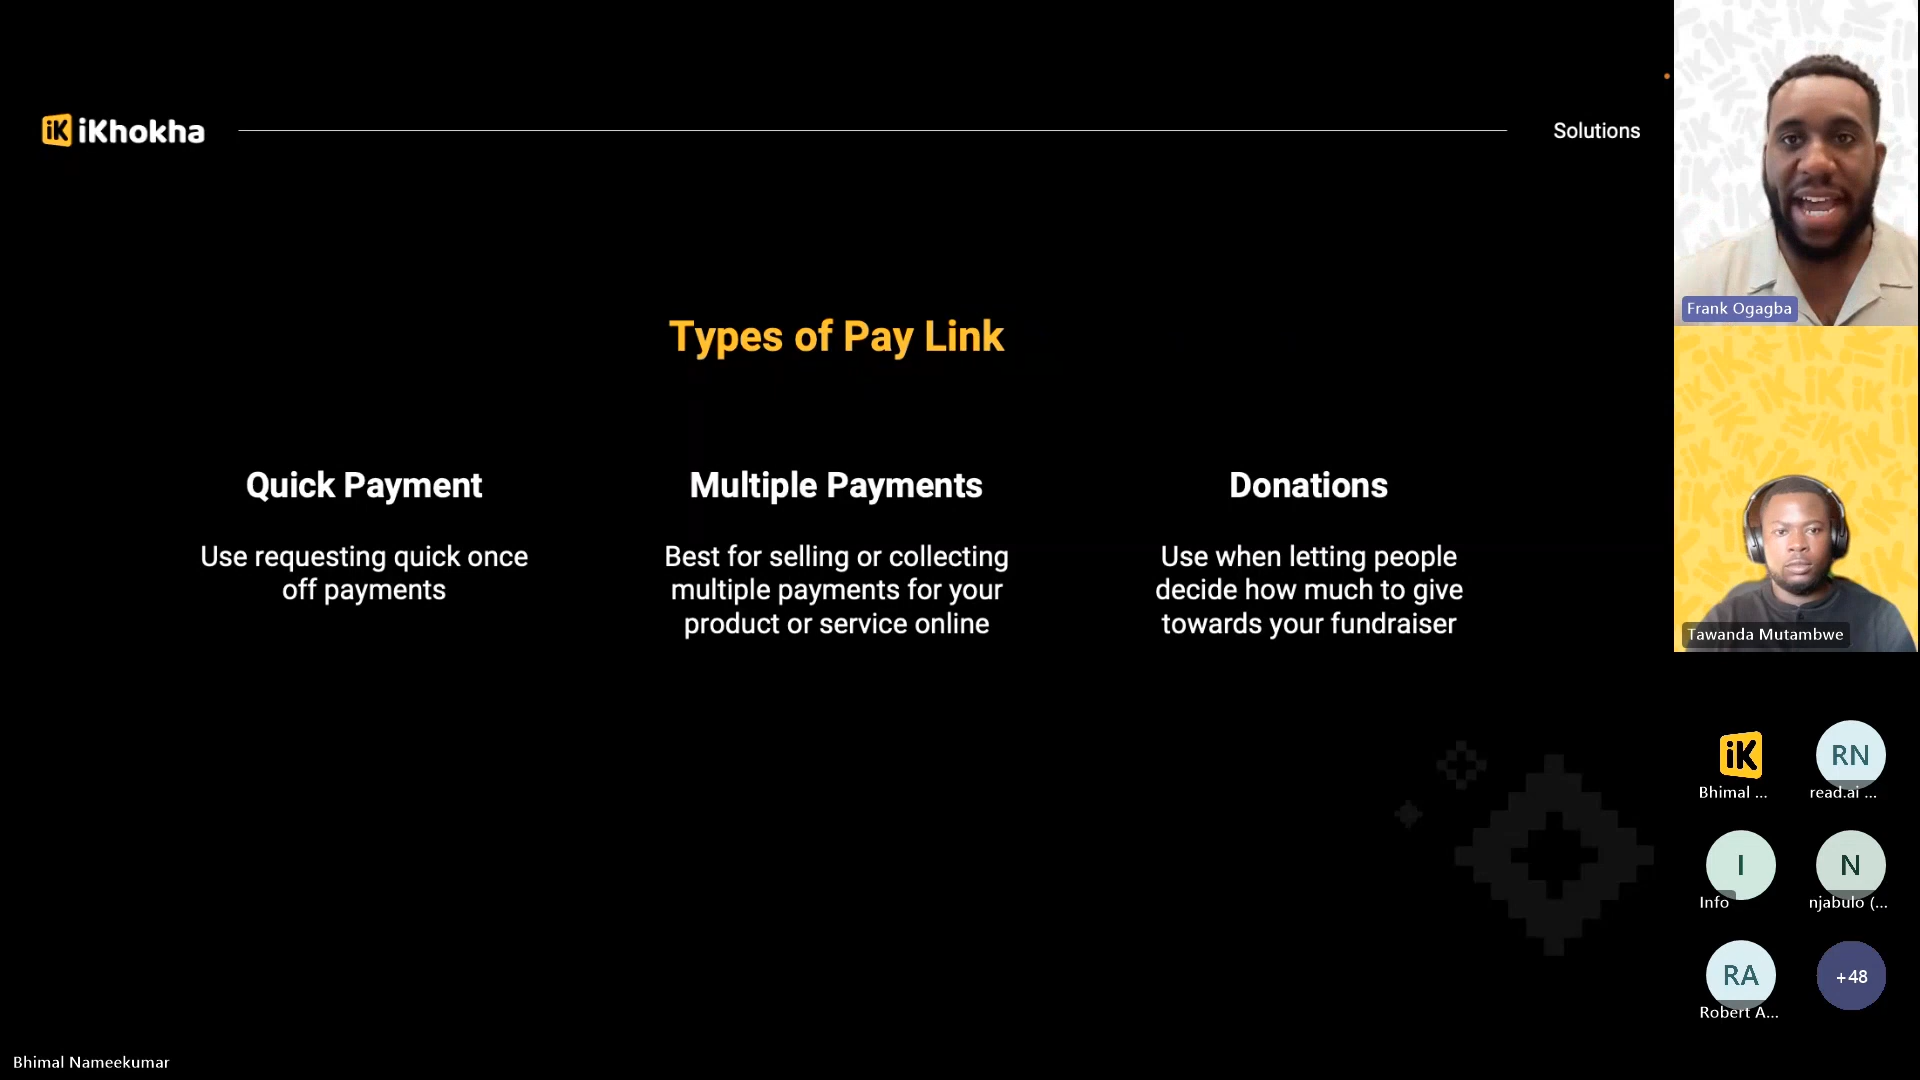 iK iKhokha
Solutions
Types of Pay Link
Quick Payment
Use requesting quick once
off payments
Multiple Payments
Best for selling or collecting
multiple payments for your
product or service online
Donations
Use when letting people
decide how much to give
towards your fundraiser
Frank Ogagba
Tawanda Mutambwe
iK
Bhimal ...
RN
read.ai ...
I
Info
N
njabulo (...
RA
Robert A...
+48
Bhimal Nameekumar